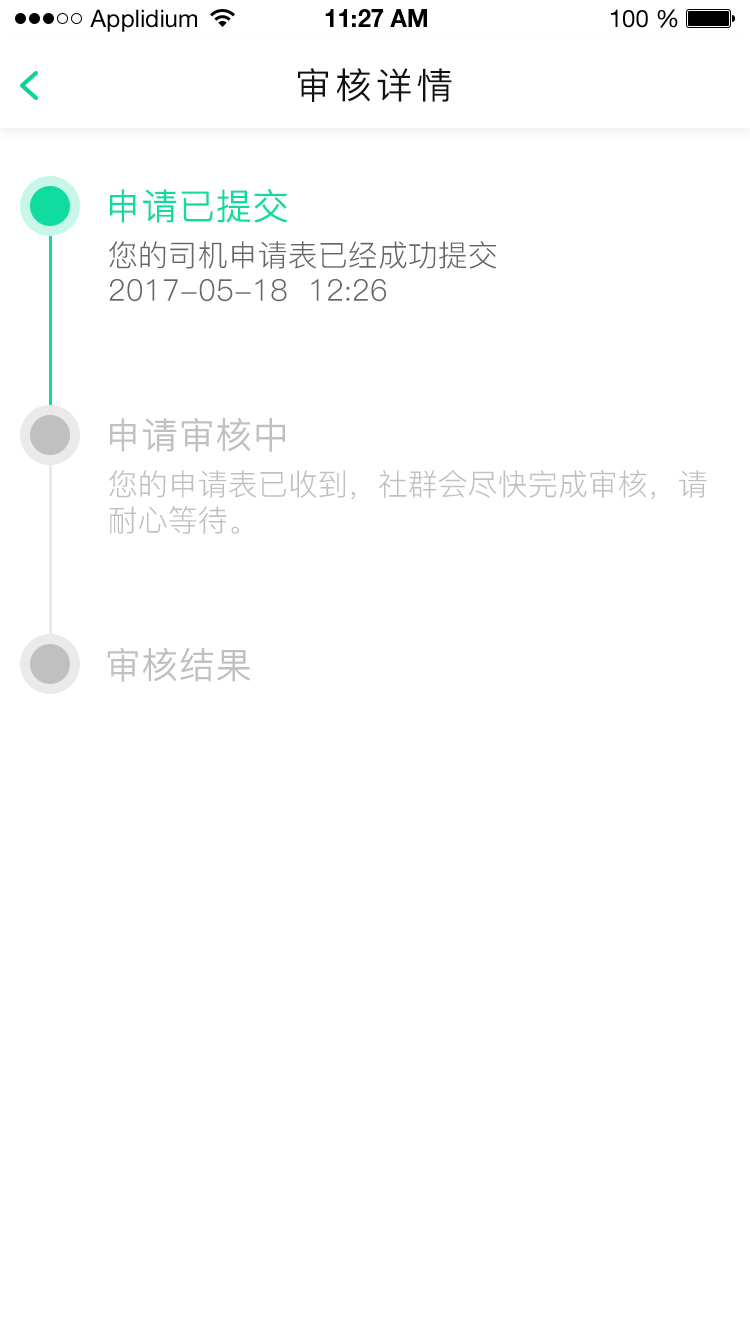 Applidium 11:27 AM 100 %
审核详情
申请已提交
您的司机申请表已经成功提交
2017-05-18 12:26
申请审核中
您的申请表已收到，社群会尽快完成审核，请
耐心等待。
审核结果